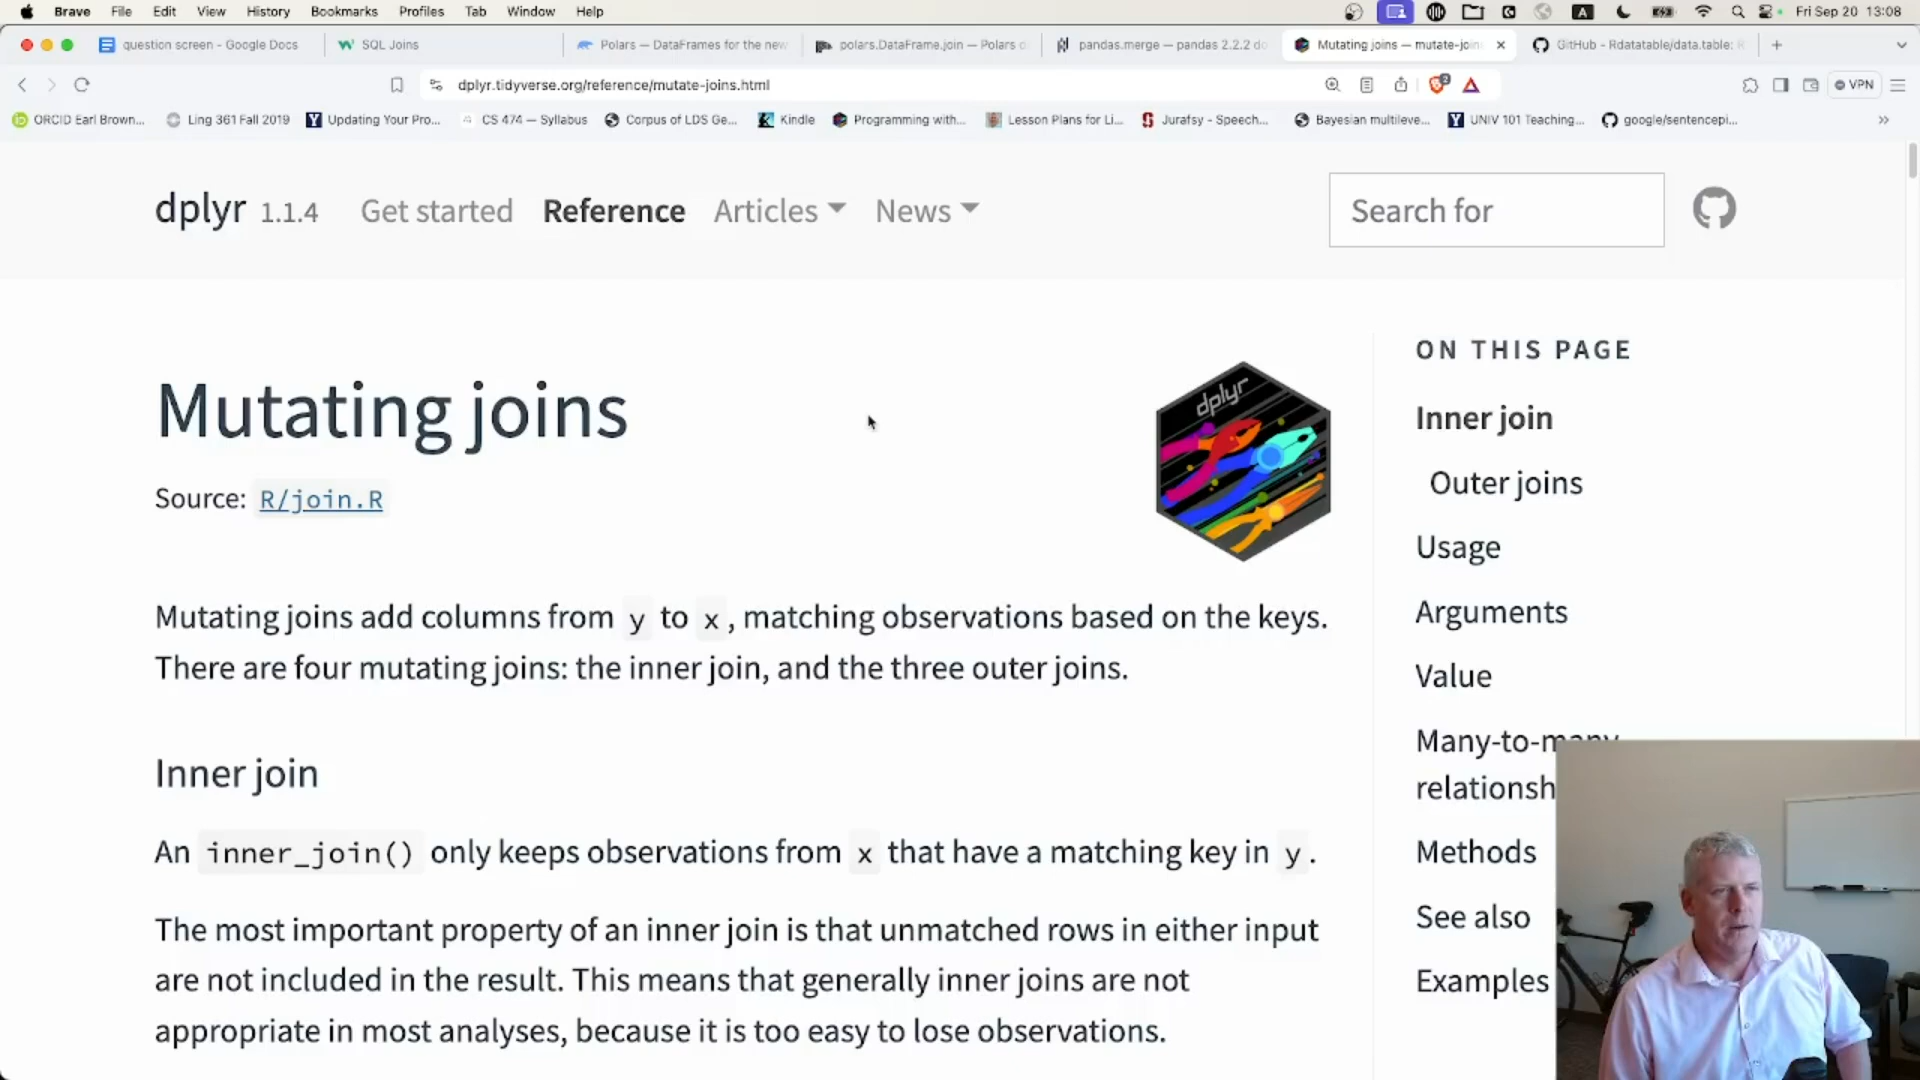 Brave File Edit View History Bookmarks Profiles Tab Window Help
A Fri Sep 20 13:08
question screen - Google Docs
SQL Joins
Polars — DataFrames for the new
polars.DataFrame.join — Polars
pandas.merge — pandas 2.2.2 do
Mutating joins — mutate-join
GitHub - Rdatatable/data.table:
dplyr.tidyverse.org/reference/mutate-joins.html
2
VPN
ORCID Earl Brown...
Ling 361 Fall 2019
Updating Your Pro...
CS 474 — Syllabus
Corpus of LDS Ge...
Kindle
Programming with...
Lesson Plans for Li...
Jurafsy - Speech...
Bayesian multileve...
UNIV 101 Teaching...
google/sentencepi...
dplyr 1.1.4 Get started Reference Articles News
Search for
Mutating joins
dplyr
Source: R/join.R
Mutating joins add columns from y to x, matching observations based on the keys.
There are four mutating joins: the inner join, and the three outer joins.
Inner join
An inner_join() only keeps observations from x that have a matching key in y.
The most important property of an inner join is that unmatched rows in either input
are not included in the result. This means that generally inner joins are not
appropriate in most analyses, because it is too easy to lose observations.
ON THIS PAGE
Inner join
Outer joins
Usage
Arguments
Value
Many-to-many
relationsh
Methods
See also
Examples